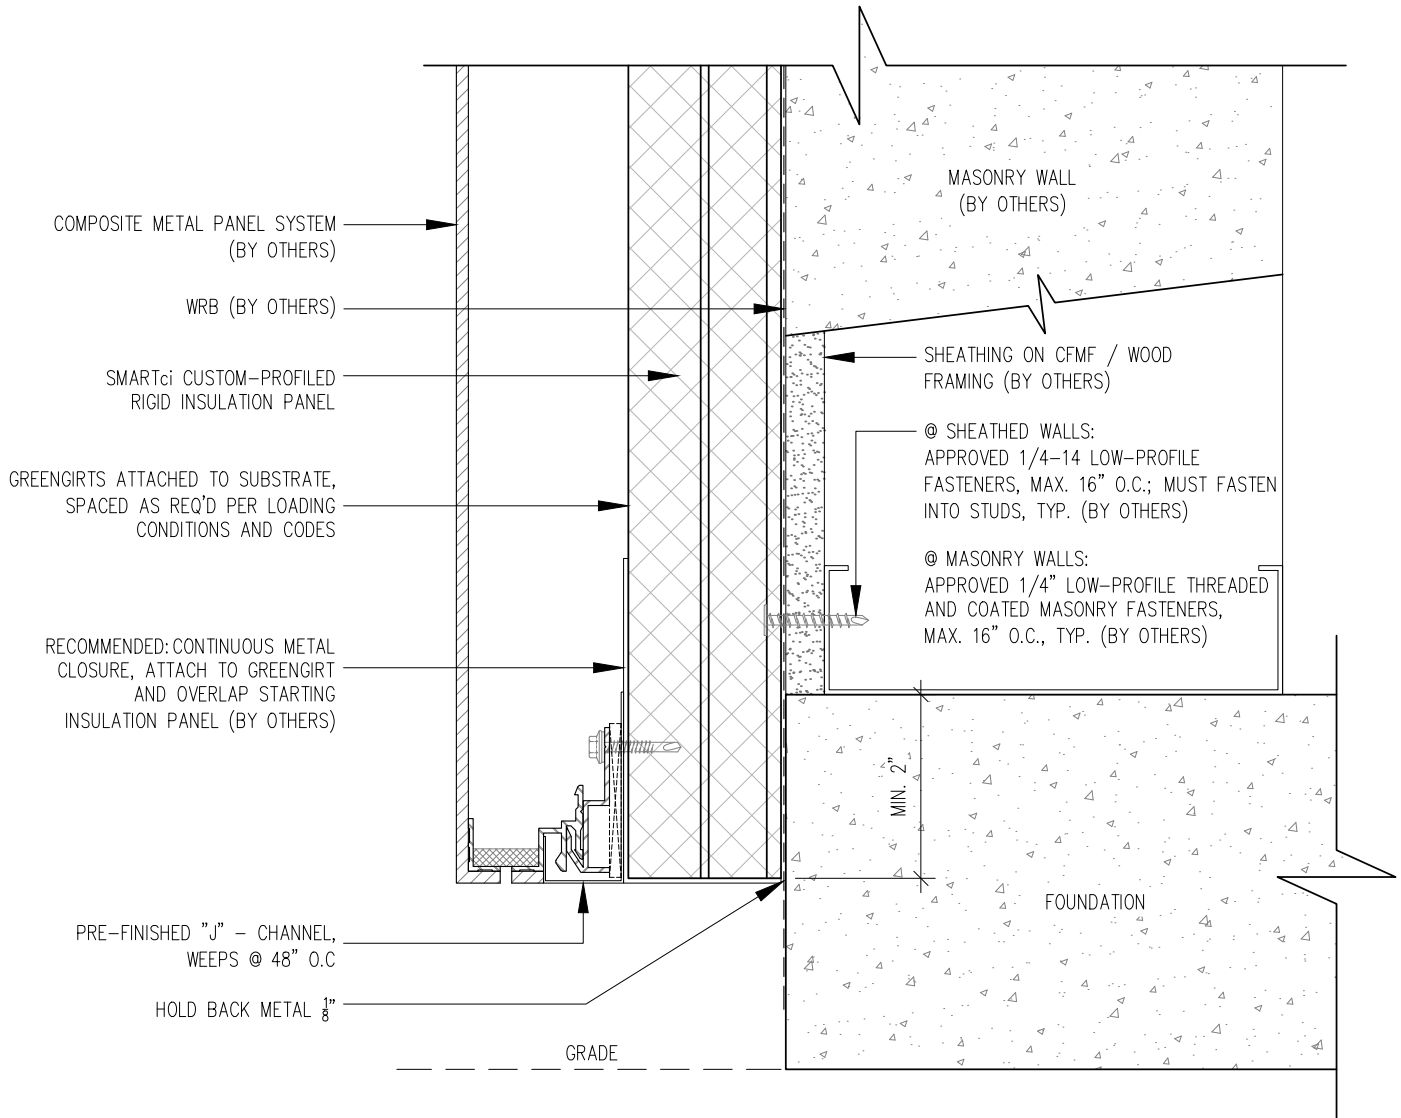 MASONRY WALL
(BY OTHERS)
COMPOSITE METAL PANEL SYSTEM
(BY OTHERS)
WRB (BY OTHERS)
SMARTci CUSTOM-PROFILED
RIGID INSULATION PANEL
GREENGIRTS ATTACHED TO SUBSTRATE,
SPACED AS REQ'D PER LOADING
CONDITIONS AND CODES
RECOMMENDED: CONTINUOUS METAL
CLOSURE, ATTACH TO GREENGIRT
AND OVERLAP STARTING
INSULATION PANEL (BY OTHERS)
PRE-FINISHED "J" - CHANNEL,
WEEPS @ 48" O.C
HOLD BACK METAL ⅛"
GRADE
SHEATHING ON CFMF / WOOD
FRAMING (BY OTHERS)
@ SHEATHED WALLS:
APPROVED 1/4-14 LOW-PROFILE
FASTENERS, MAX. 16" O.C.; MUST FASTEN
INTO STUDS, TYP. (BY OTHERS)
@ MASONRY WALLS:
APPROVED 1/4" LOW-PROFILE THREADED
AND COATED MASONRY FASTENERS,
MAX. 16" O.C., TYP. (BY OTHERS)
MIN. 2"
FOUNDATION